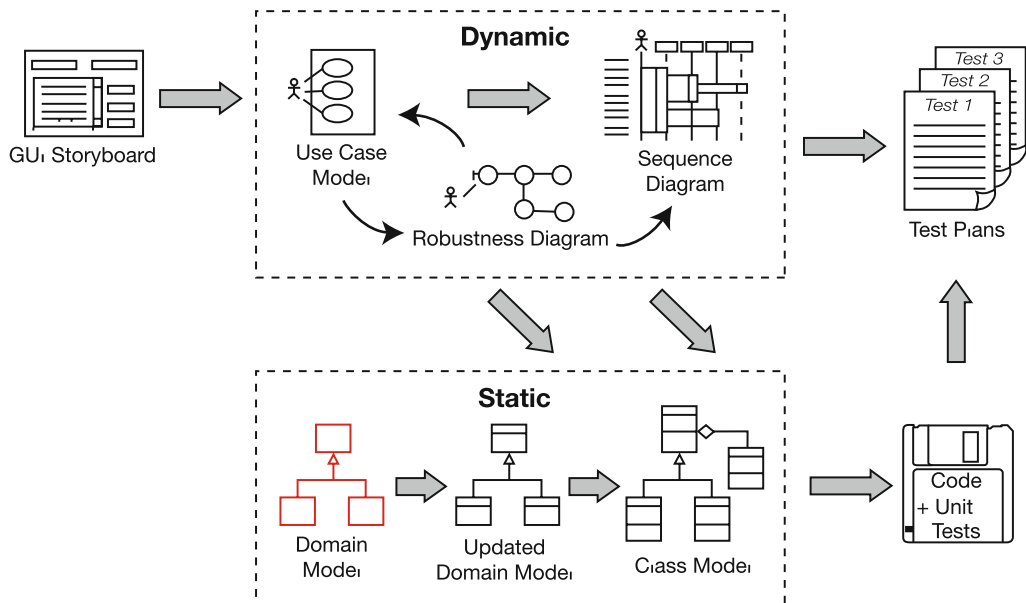 Dynamic
GUI Storyboard
Use Case
Model
Robustness Diagram
Sequence
Diagram
Test 3
Test 2
Test 1
Test Plans
Static
Domain
Model
Updated
Domain Model
Class Model
Code
+ Unit
Tests